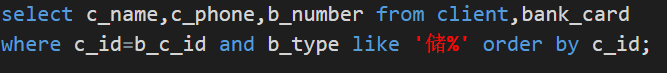 select c_name,c_phone,b_number from client,bank_card
where c_id=b_c_id and b_type like '储%' order by c_id;